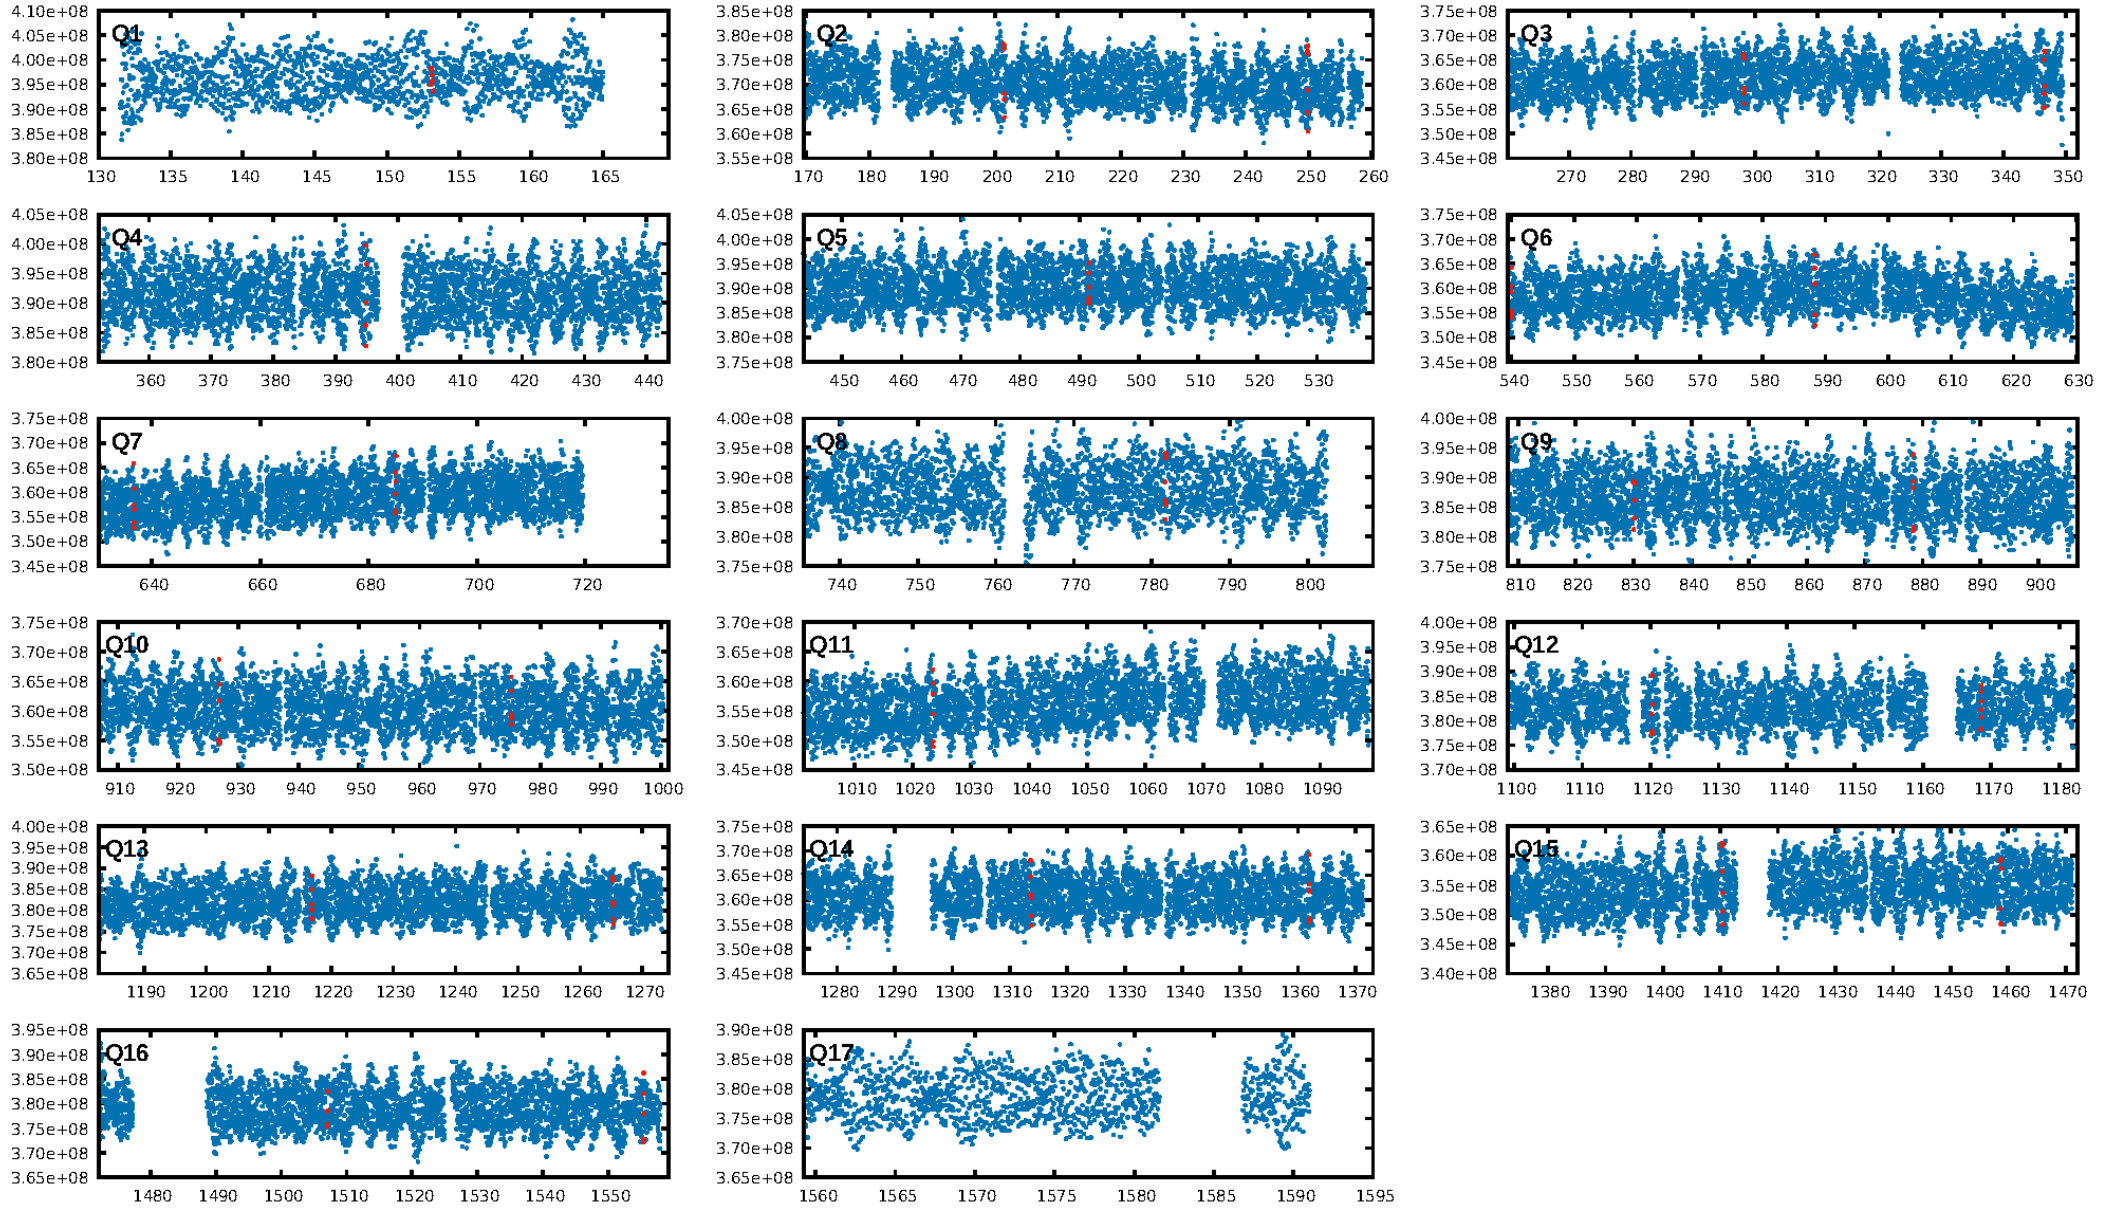 4.10e+08 4.05e+08 4.00e+08 3.95e+08 3.90e+08 3.85e+08 3.80e+08
Q1
130 135 140 145 150 155 160 165
3.85e+08 3.80e+08 3.75e+08 3.70e+08 3.65e+08 3.60e+08 3.55e+08
Q2
170 180 190 200 210 220 230 240 250 260
3.75e+08 3.70e+08 3.65e+08 3.60e+08 3.55e+08 3.50e+08 3.45e+08
Q3
270 280 290 300 310 320 330 340 350
4.05e+08 4.00e+08 3.95e+08 3.90e+08 3.85e+08 3.80e+08
Q4
360 370 380 390 400 410 420 430 440
4.05e+08 4.00e+08 3.95e+08 3.90e+08 3.85e+08 3.80e+08 3.75e+08
Q5
450 460 470 480 490 500 510 520 530
3.75e+08 3.70e+08 3.65e+08 3.60e+08 3.55e+08 3.50e+08 3.45e+08
Q6
540 550 560 570 580 590 600 610 620 630
3.75e+08 3.70e+08 3.65e+08 3.60e+08 3.55e+08 3.50e+08 3.45e+08
Q7
640 660 680 700 720
4.00e+08 3.95e+08 3.90e+08 3.85e+08 3.80e+08 3.75e+08
Q8
740 750 760 770 780 790 800
4.00e+08 3.95e+08 3.90e+08 3.85e+08 3.80e+08 3.75e+08
Q9
810 820 830 840 850 860 870 880 890 900
3.75e+08 3.70e+08 3.65e+08 3.60e+08 3.55e+08 3.50e+08
Q10
910 920 930 940 950 960 970 980 990 1000
3.70e+08 3.65e+08 3.60e+08 3.55e+08 3.50e+08 3.45e+08
Q11
1010 1020 1030 1040 1050 1060 1070 1080 1090
4.00e+08 3.95e+08 3.90e+08 3.85e+08 3.80e+08 3.75e+08 3.70e+08
Q12
1100 1110 1120 1130 1140 1150 1160 1170 1180
4.00e+08 3.95e+08 3.90e+08 3.85e+08 3.80e+08 3.75e+08 3.70e+08 3.65e+08
Q13
1190 1200 1210 1220 1230 1240 1250 1260 1270
3.75e+08 3.70e+08 3.65e+08 3.60e+08 3.55e+08 3.50e+08 3.45e+08
Q14
1280 1290 1300 1310 1320 1330 1340 1350 1360 1370
3.65e+08 3.60e+08 3.55e+08 3.50e+08 3.45e+08 3.40e+08
Q15
1380 1390 1400 1410 1420 1430 1440 1450 1460 1470
3.95e+08 3.90e+08 3.85e+08 3.80e+08 3.75e+08 3.70e+08 3.65e+08
Q16
1480 1490 1500 1510 1520 1530 1540 1550
3.90e+08 3.85e+08 3.80e+08 3.75e+08 3.70e+08 3.65e+08
Q17
1560 1565 1570 1575 1580 1585 1590 1595